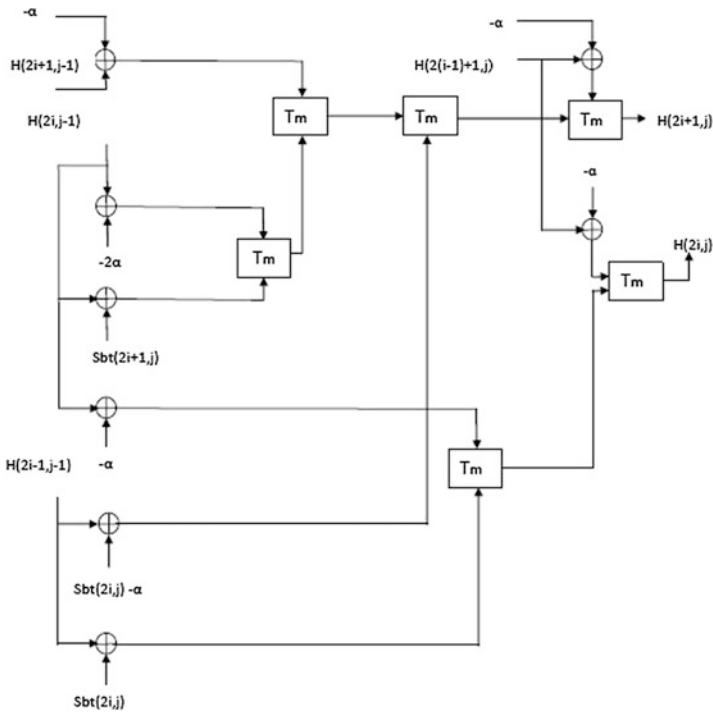 -α
-α
H(2i+1,j-1)
H(2(i-1)+1,j)
H(2i,j-1)
Tm
Tm
Tm
H(2i+1,j)
-α
-2α
Tm
H(2i,j)
Tm
Sbt(2i+1,j)
H(2i-1,j-1)
-α
Tm
Sbt(2i,j) -α
Sbt(2i,j)